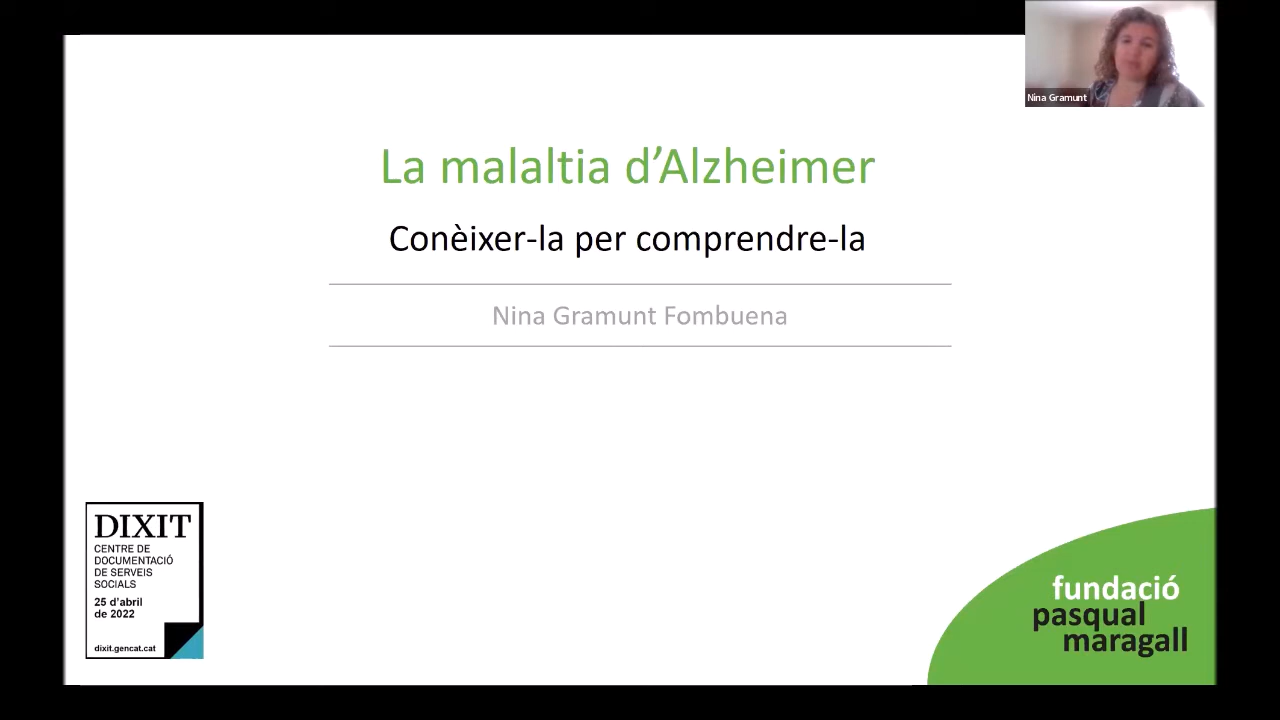 Nina Gramunt
La malaltia d'Alzheimer
Conèixer-la per comprendre-la
Nina Gramunt Fombuena
DIXIT
CENTRE DE
DOCUMENTACIÓ
DE SERVEIS
SOCIALS
25 d'abril
de 2022
dixit.gencat.cat
fundació
pasqual
maragall